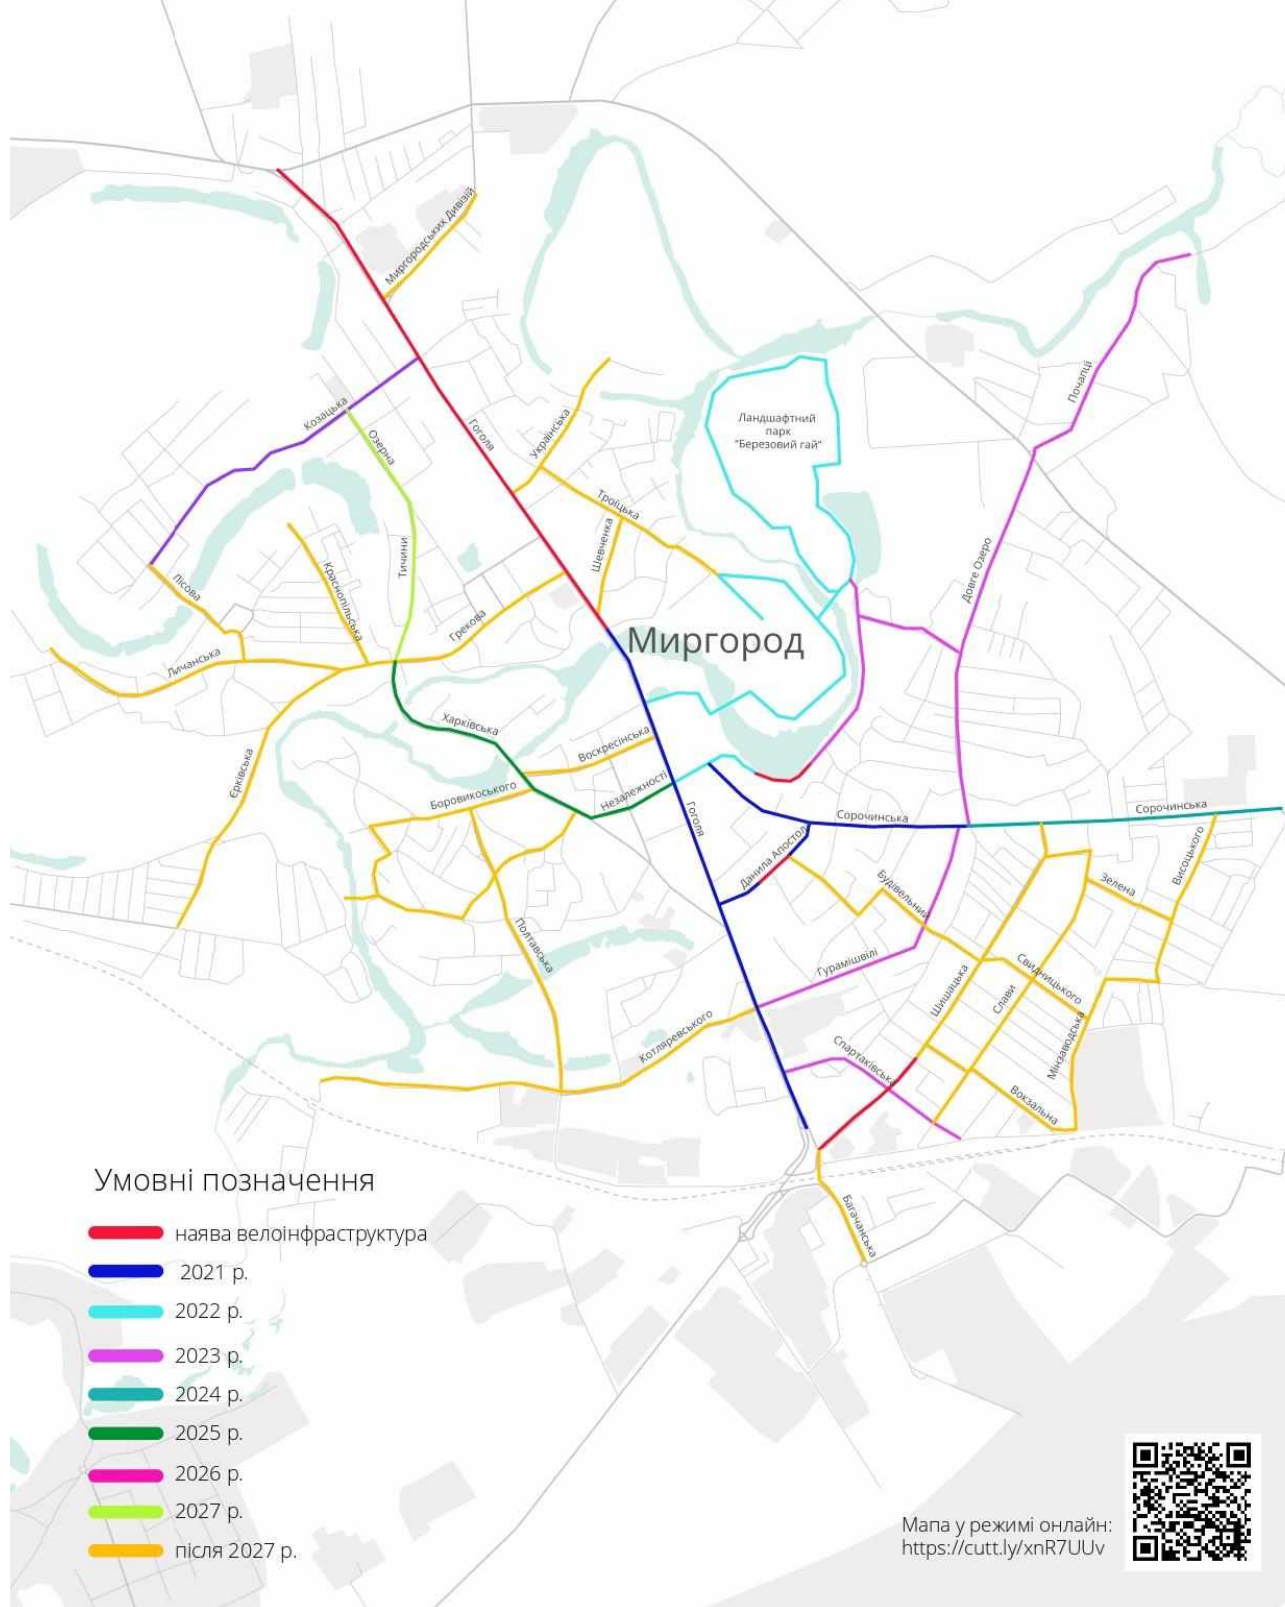 Миргородських Дивізій
Козацька
Озерна
Гоголя
Українська
Троїцька
Шевченка
Ландшафтний
парк
"Березовий гай"
Почапці
Довге Озеро
Тичини
Лісова
Краснопільська
Грекова
Личанська
Миргород
Харківська
Воскресінська
Єрківська
Боровикоського
Незалежності
Гоголя
Сорочинська
Сорочинська
Данила Апостол
Будівельний
Зелена
Висоцького
Полтавська
Гурамішвілі
Шишацька
Слави
Свидницького
Котляревського
Спартаківська
Мінзаводська
Вокзальна
Багачанська
Умовні позначення
наява велоінфраструктура
2021 р.
2022 р.
2023 р.
2024 р.
2025 р.
2026 р.
2027 р.
після 2027 р.
Мапа у режимі онлайн:
https://cutt.ly/xnR7UUv